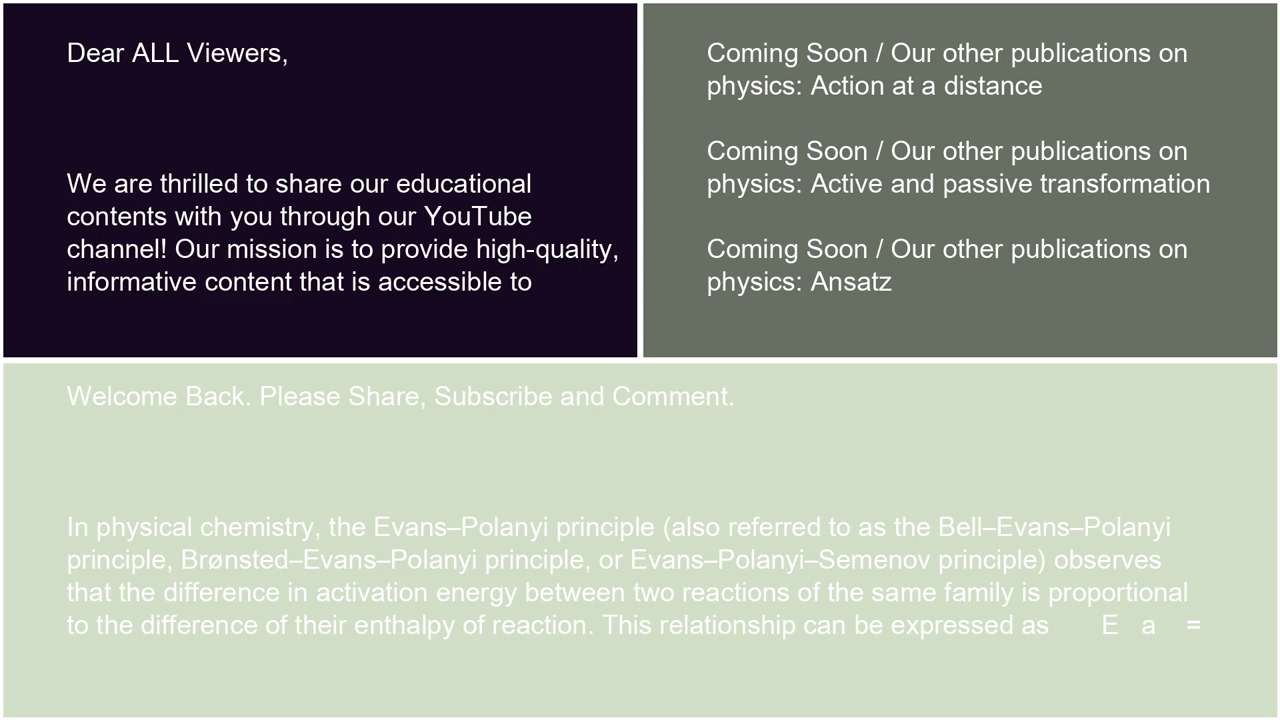 Dear ALL Viewers,
We are thrilled to share our educational
contents with you through our YouTube
channel! Our mission is to provide high-quality,
informative content that is accessible to
Coming Soon / Our other publications on
physics: Action at a distance
Coming Soon / Our other publications on
physics: Active and passive transformation
Coming Soon / Our other publications on
physics: Ansatz
Welcome Back. Please Share, Subscribe and Comment.
In physical chemistry, the Evans–Polanyi principle (also referred to as the Bell–Evans–Polanyi
principle, Brønsted–Evans–Polanyi principle, or Evans–Polanyi–Semenov principle) observes
that the difference in activation energy between two reactions of the same family is proportional
to the difference of their enthalpy of reaction. This relationship can be expressed as E a =